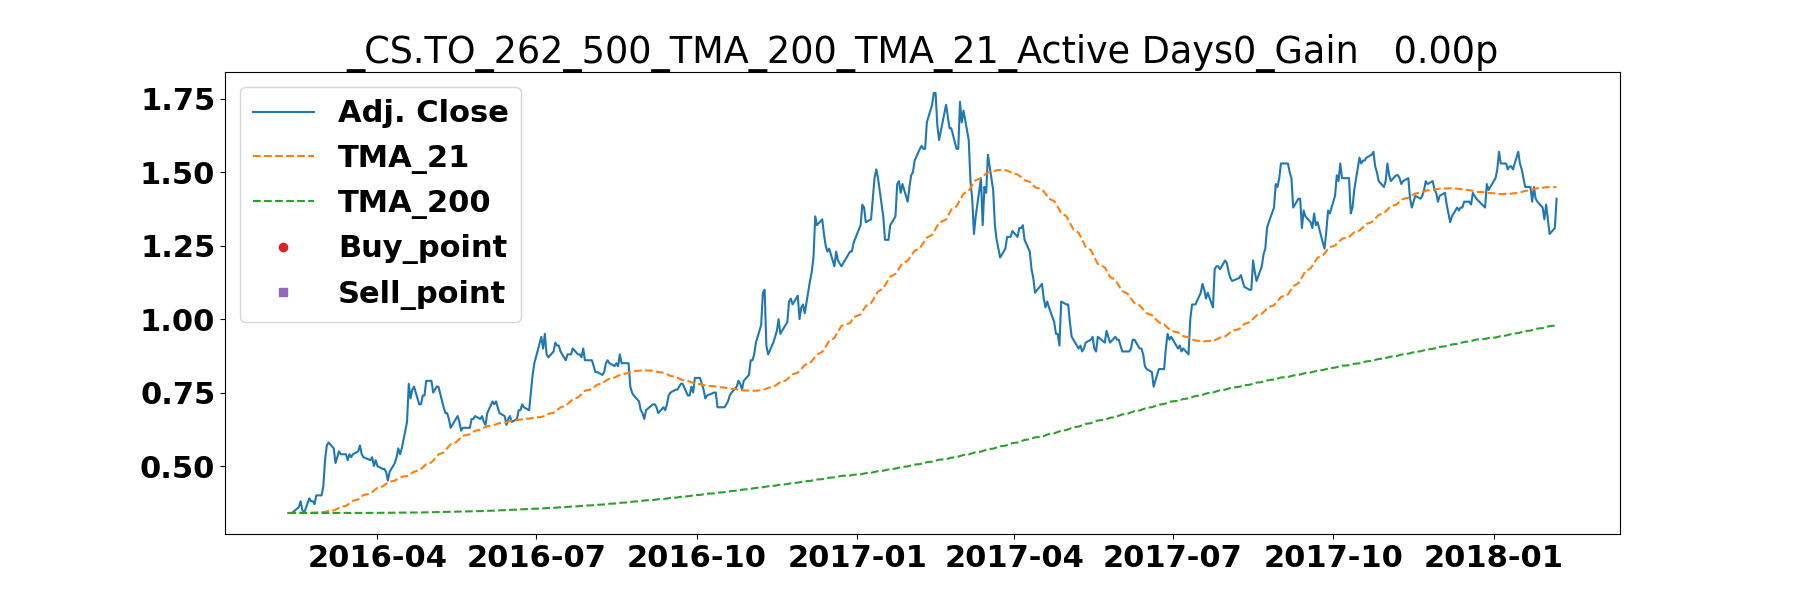 _CS.TO_262_500_TMA_200_TMA_21_Active Days0_Gain   0.00p
1.75
1.50
1.25
1.00
0.75
0.50
Adj. Close
TMA_21
TMA_200
Buy_point
Sell_point
2016-04 2016-07 2016-10 2017-01 2017-04 2017-07 2017-10 2018-01